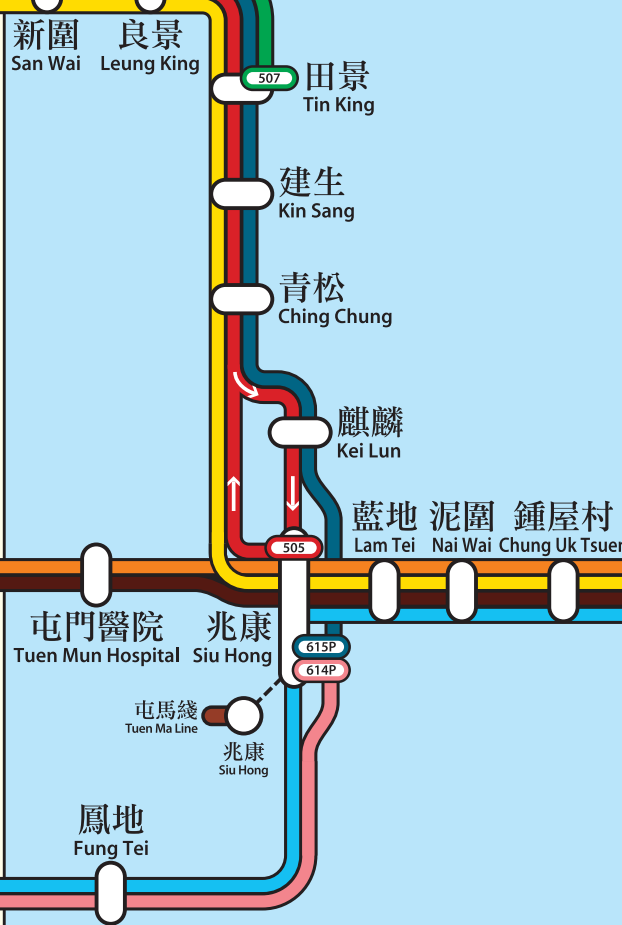 新圍
San Wai
良景
Leung King
507
田景
Tin King
建生
Kin Sang
青松
Ching Chung
麒麟
Kei Lun
505
藍地
Lam Tei
泥圍
Nai Wai
鍾屋村
Chung Uk Tsuen
屯門醫院
Tuen Mun Hospital
兆康
Siu Hong
615P
614P
屯馬綫
Tuen Ma Line
兆康
Siu Hong
鳳地
Fung Tei